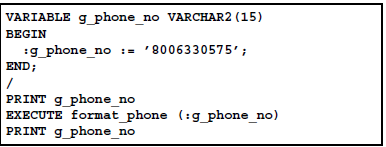 VARIABLE g_phone_no VARCHAR2(15)
BEGIN
  :g_phone_no := ’8006330575’;
END;
/
PRINT g_phone_no
EXECUTE format_phone (:g_phone_no)
PRINT g_phone_no